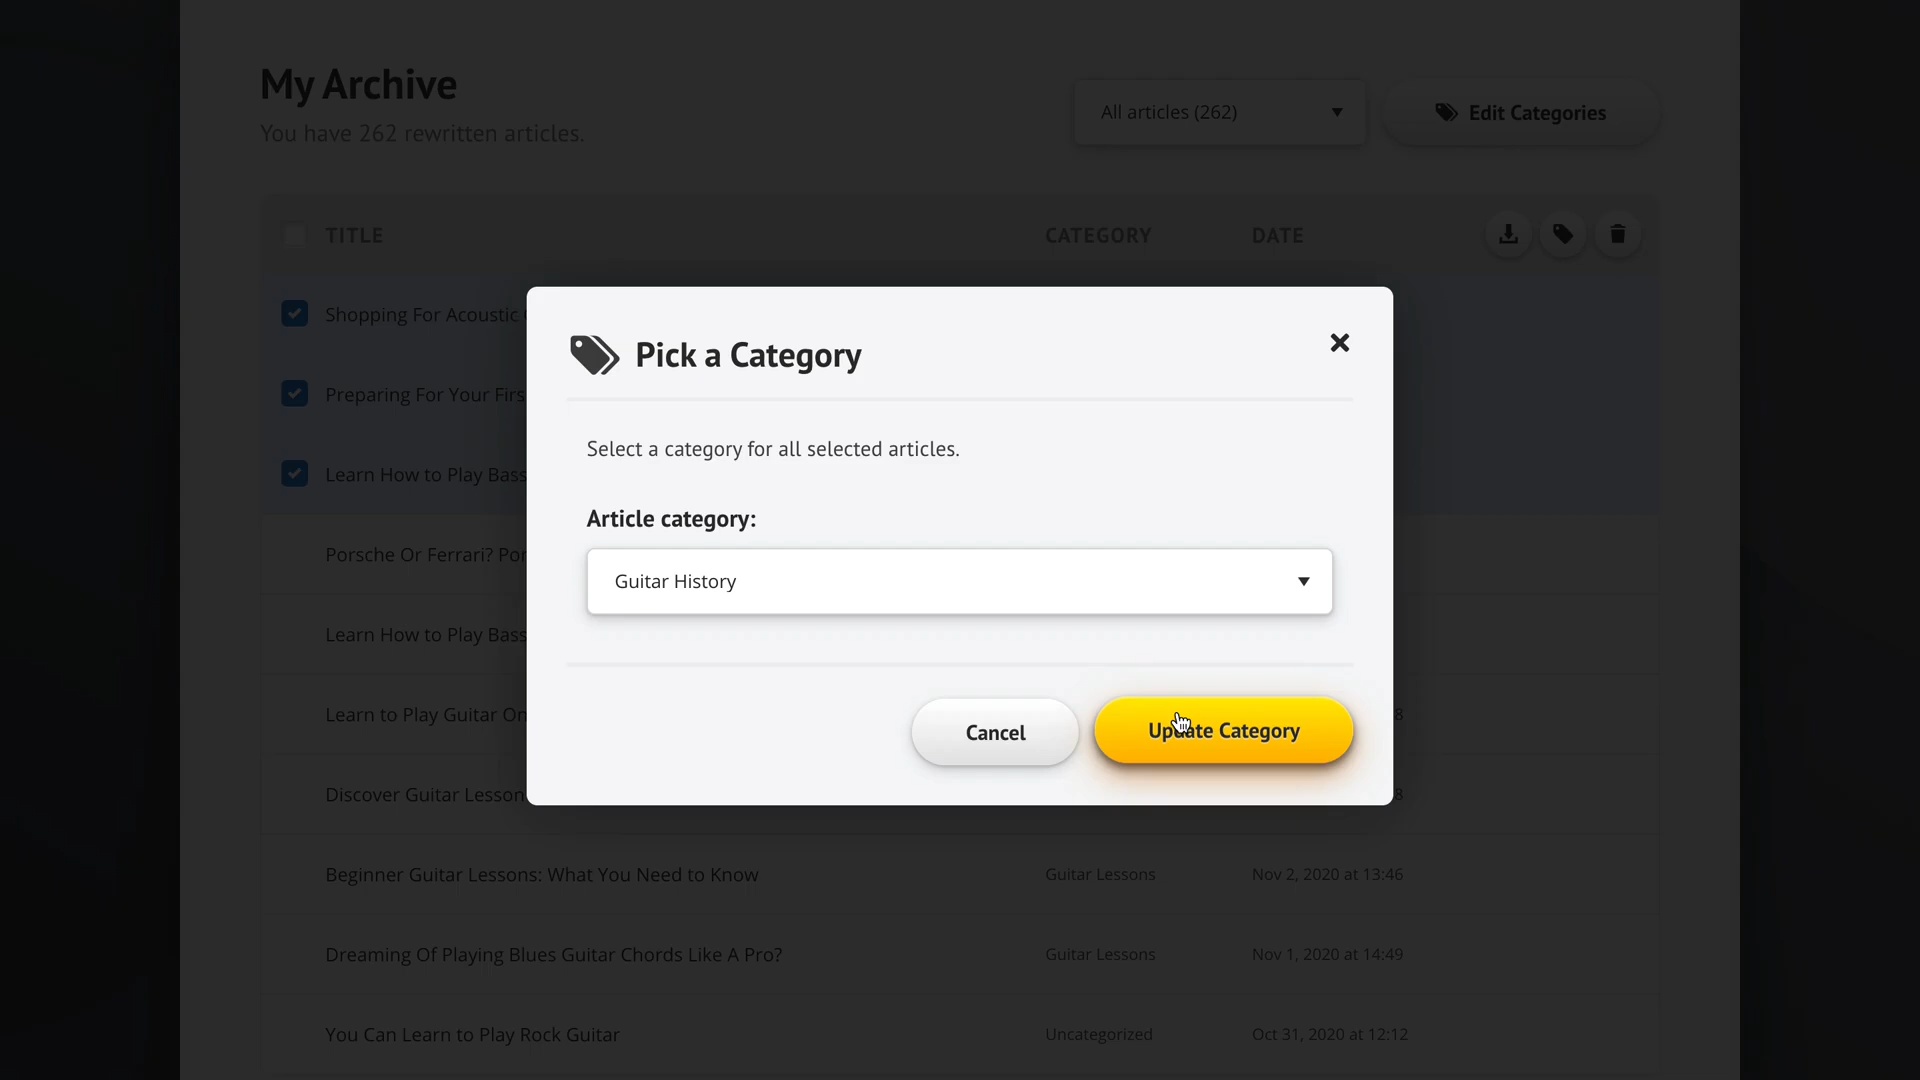 My Archive
You have 262 rewritten articles.
All articles (262)
Edit Categories
TITLE
CATEGORY
DATE
Shopping For Acoustic
Preparing For Your Firs
Learn How to Play Bass
Porsche Or Ferrari? Por
Learn How to Play Bass
Learn to Play Guitar On
8
Discover Guitar Lesson
8
Beginner Guitar Lessons: What You Need to Know
Guitar Lessons
Nov 2, 2020 at 13:46
Dreaming Of Playing Blues Guitar Chords Like A Pro?
Guitar Lessons
Nov 1, 2020 at 14:49
You Can Learn to Play Rock Guitar
Uncategorized
Oct 31, 2020 at 12:12
Pick a Category
Select a category for all selected articles.
Article category:
Guitar History
Cancel
Update Category